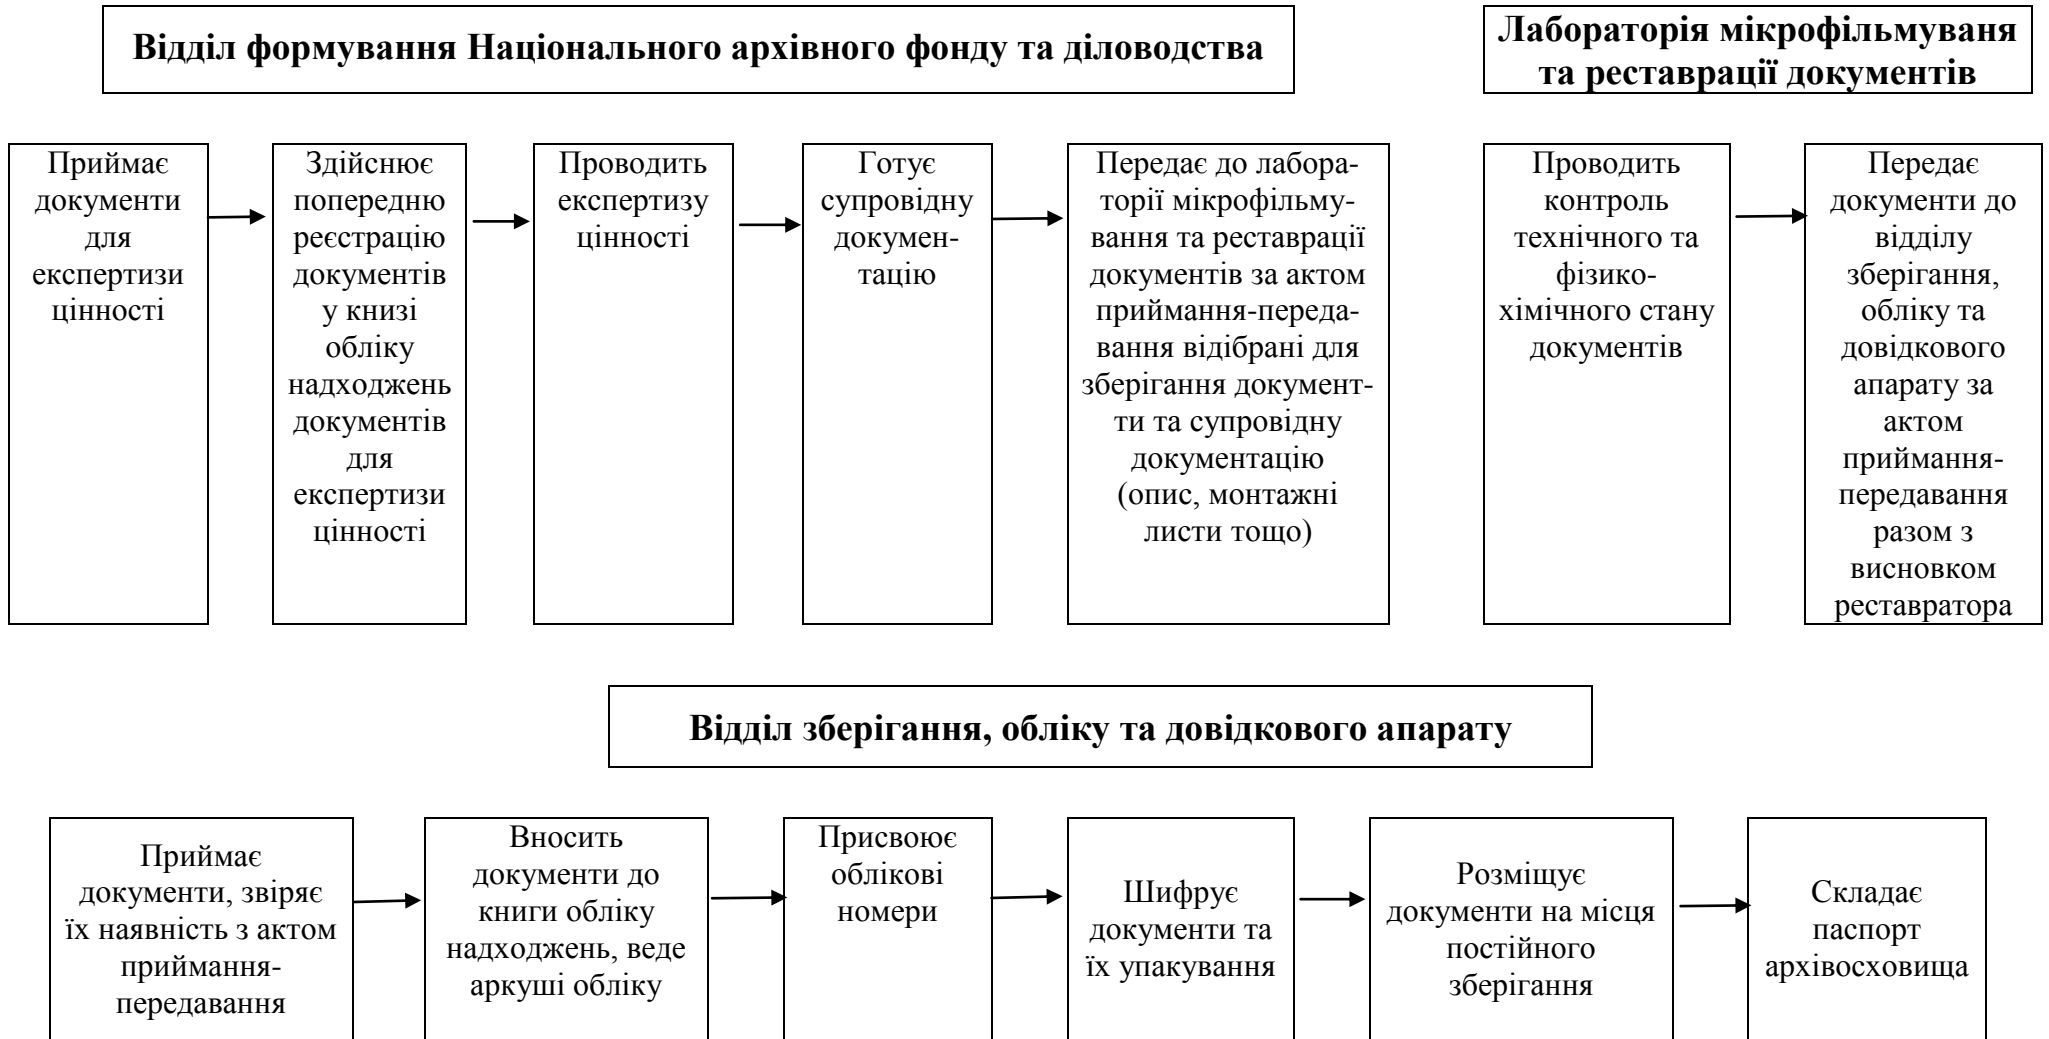 Відділ формування Національного архівного фонду та діловодства
Лабораторія мікрофільмуваня
та реставрації документів
Приймає
документи
для
експертизи
цінності
Здійснює
попередню
реєстрацію
документів
у книзі
обліку
надходжень
документів
для
експертизи
цінності
Проводить
експертизу
цінності
Готує
супровідну
докумен-
тацію
Передає до лабора-
торії мікрофільму-
вання та реставрації
документів за актом
приймання-переда-
вання відібрані для
зберігання документ-
ти та супровідну
документацію
(опис, монтажні
листи тощо)
Проводить
контроль
технічного та
фізико-
хімічного стану
документів
Передає
документи до
відділу
зберігання,
обліку та
довідкового
апарату за
актом
приймання-
передавання
разом з
висновком
реставратора
Відділ зберігання, обліку та довідкового апарату
Приймає
документи, звіряє
їх наявність з актом
приймання-
передавання
Вносить
документи до
книги обліку
надходжень, веде
аркуші обліку
Присвоює
облікові
номери
Шифрує
документи та
їх упакування
Розміщує
документи на місця
постійного
зберігання
Складає
паспорт
архівосховища